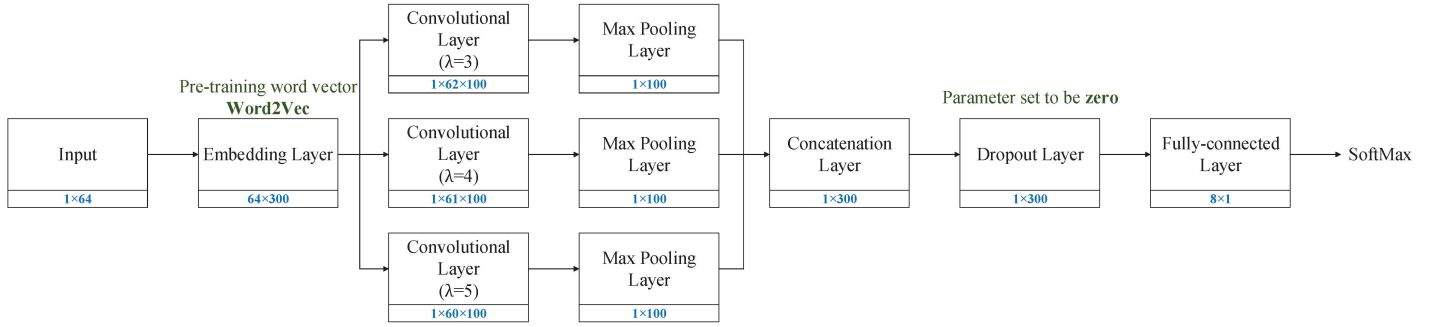 Input
1×64
Pre-training word vector
Word2Vec
Embedding Layer
64×300
Convolutional
Layer
(λ=3)
1×62×100
Max Pooling
Layer
1×100
Convolutional
Layer
(λ=4)
1×61×100
Max Pooling
Layer
1×100
Convolutional
Layer
(λ=5)
1×60×100
Max Pooling
Layer
1×100
Concatenation
Layer
1×300
Parameter set to be zero
Dropout Layer
1×300
Fully-connected
Layer
8×1
SoftMax